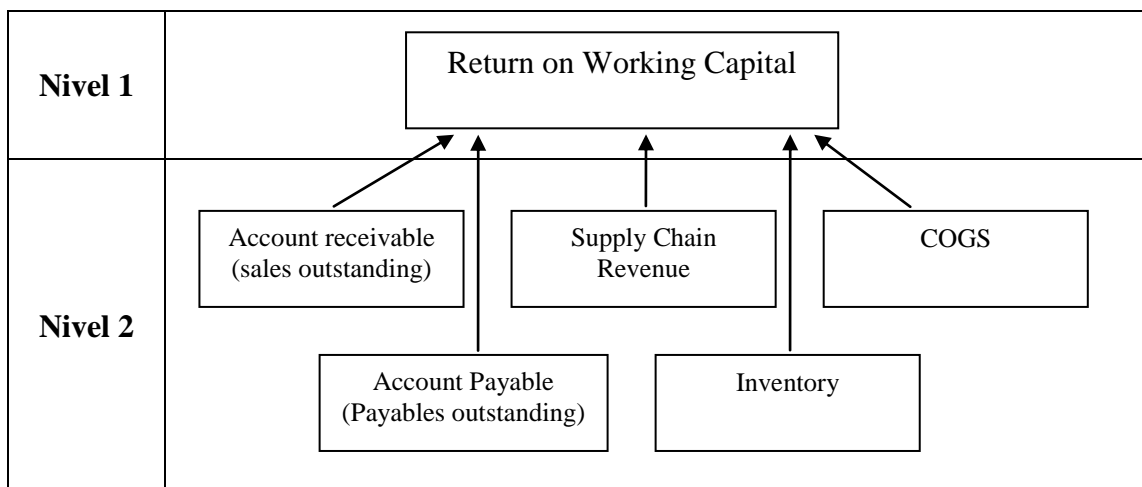 Nivel 1
Return on Working Capital
Nivel 2
Account receivable
(sales outstanding)
Supply Chain
Revenue
COGS
Account Payable
(Payables outstanding)
Inventory